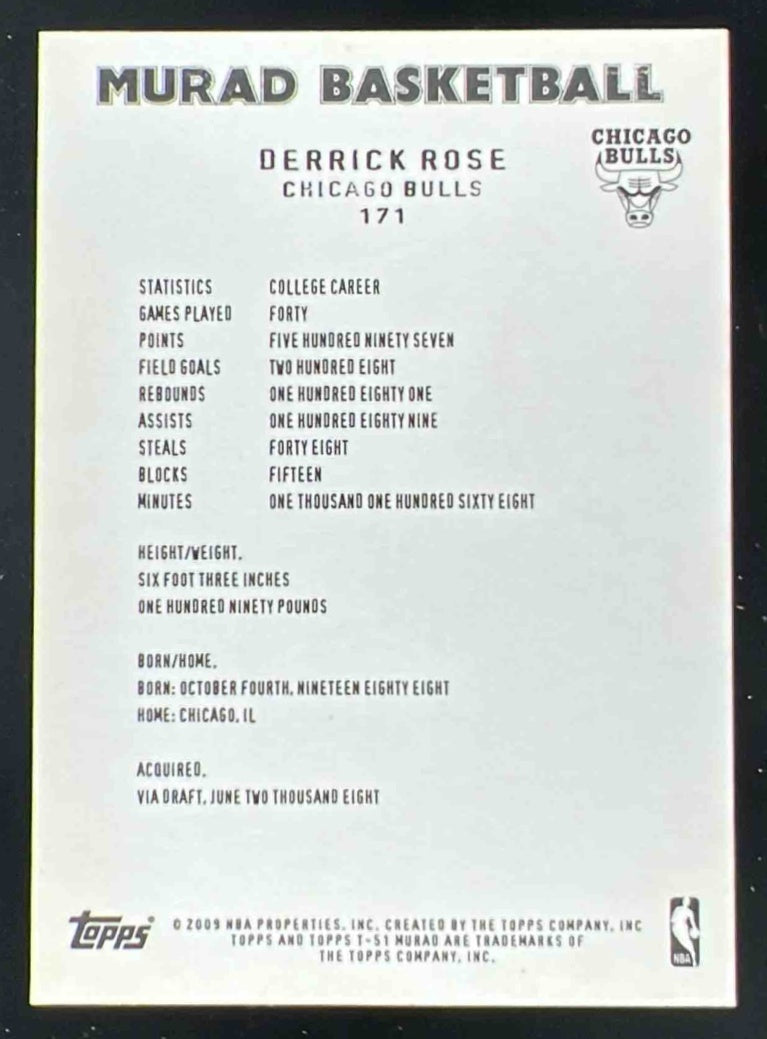 MURAD BASKETBALL
DERRICK ROSE
CHICAGO BULLS
171
CHICAGO
BULLS
STATISTICS COLLEGE CAREER
GAMES PLAYED FORTY
POINTS FIVE HUNDRED NINETY SEVEN
FIELD GOALS TWO HUNDRED EIGHT
REBOUNDS ONE HUNDRED EIGHTY ONE
ASSISTS ONE HUNDRED EIGHTY NINE
STEALS FORTY EIGHT
BLOCKS FIFTEEN
MINUTES ONE THOUSAND ONE HUNDRED SIXTY EIGHT
HEIGHT/WEIGHT.
SIX FOOT THREE INCHES
ONE HUNDRED NINETY POUNDS
BORN/HOME.
BORN: OCTOBER FOURTH, NINETEEN EIGHTY EIGHT
HOME: CHICAGO, IL
ACQUIRED.
VIA DRAFT, JUNE TWO THOUSAND EIGHT
topps®
© 2009 NBA PROPERTIES, INC. CREATED BY THE TOPPS COMPANY, INC
TOPPS AND TOPPS T-51 MURAD ARE TRADEMARKS OF
THE TOPPS COMPANY, INC.
NBA